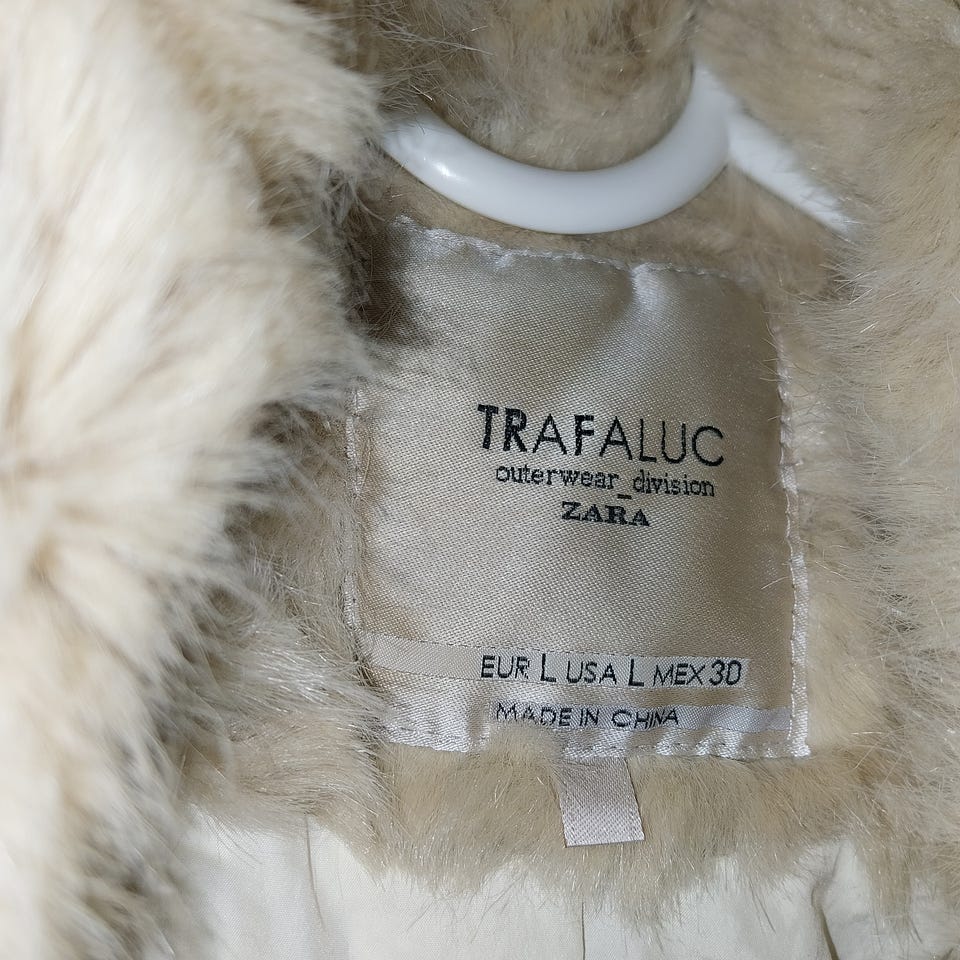 TRAFALUC
outerwear_division
ZARA
EUR L USA L MEX 30
MADE IN CHINA